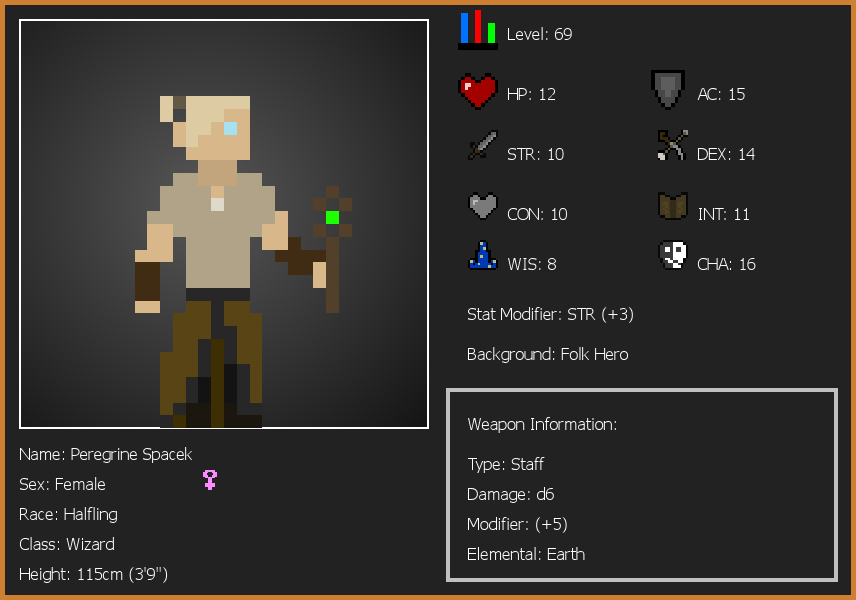 Level: 69
HP: 12
AC: 15
STR: 10
DEX: 14
CON: 10
INT: 11
WIS: 8
CHA: 16
Stat Modifier: STR (+3)
Background: Folk Hero
Weapon Information:
Type: Staff
Damage: d6
Modifier: (+5)
Elemental: Earth
Name: Peregrine Spacek
Sex: Female
Race: Halfling
Class: Wizard
Height: 115cm (3'9")